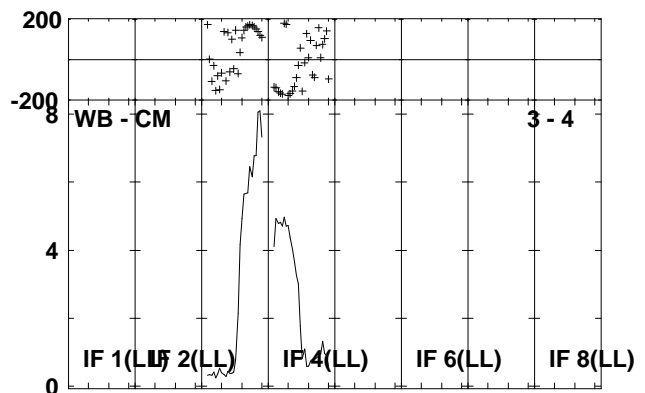 200
-200
8
WB - CM 3 - 4
4
IF 1(LL) IF 2(LL) IF 4(LL) IF 6(LL) IF 8(LL)
0